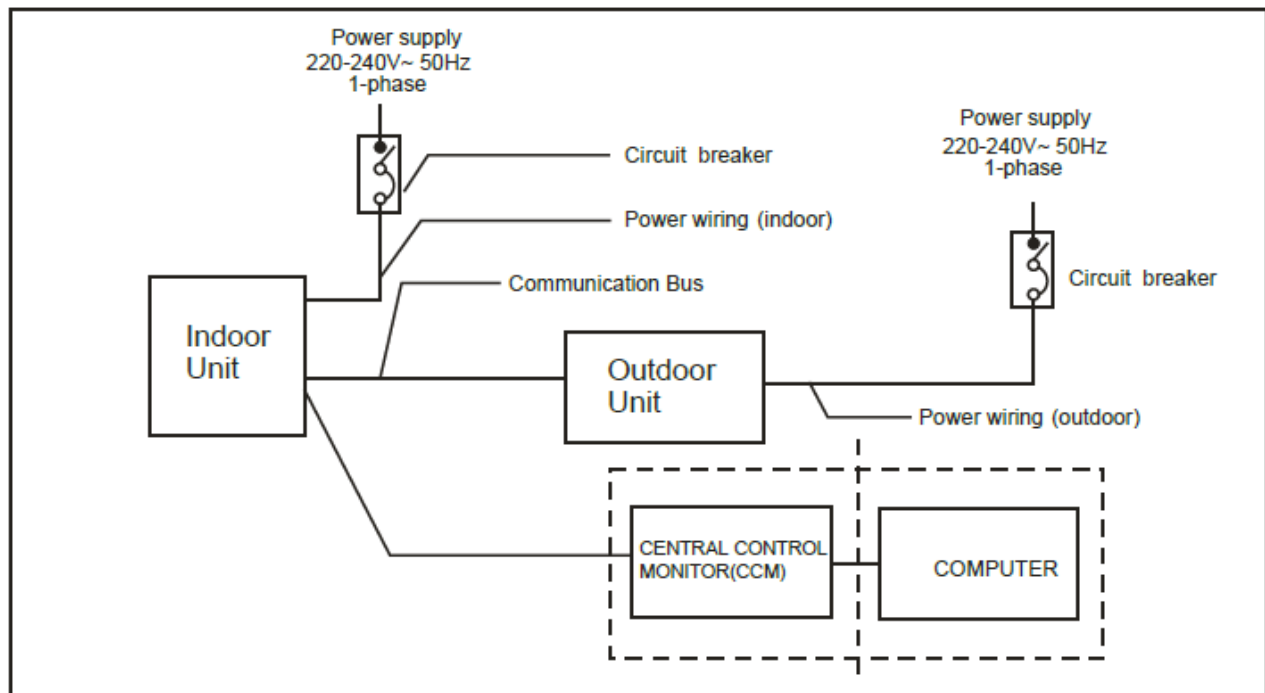 Power supply
220-240V~ 50Hz
1-phase
Circuit breaker
Power wiring (indoor)
Communication Bus
Indoor
Unit
Outdoor
Unit
Power supply
220-240V~ 50Hz
1-phase
Circuit breaker
Power wiring (outdoor)
CENTRAL CONTROL
MONITOR(CCM)
COMPUTER